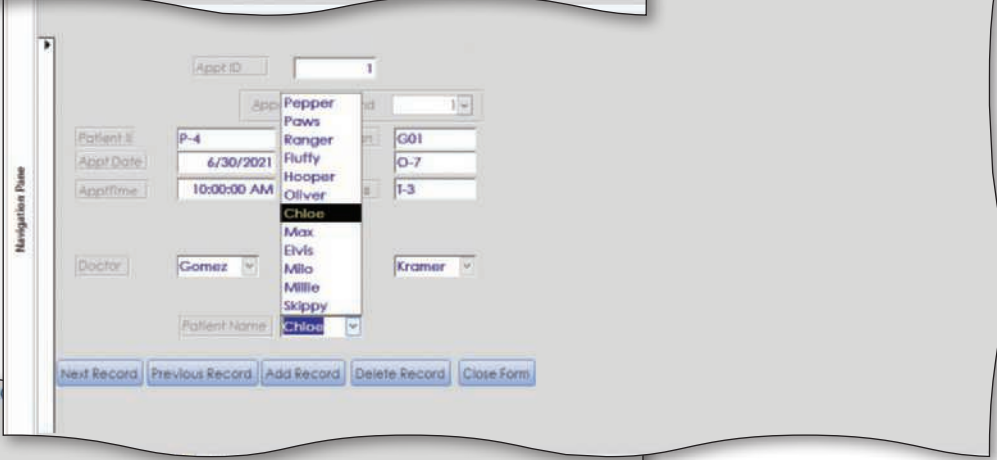 Navigation Pane
Appt ID 1
Pepper
Paws
Ranger
Fluffy
Hooper
Oliver
Chloe
Max
Elvis
Milo
Millie
Skippy
1
Patient # P-4 G01
Appt Date 6/30/2021 O-7
ApptTime 10:00:00 AM T-3
Doctor Gomez Kramer
Patient Name Chloe
Next Record Previous Record Add Record Delete Record Close Form